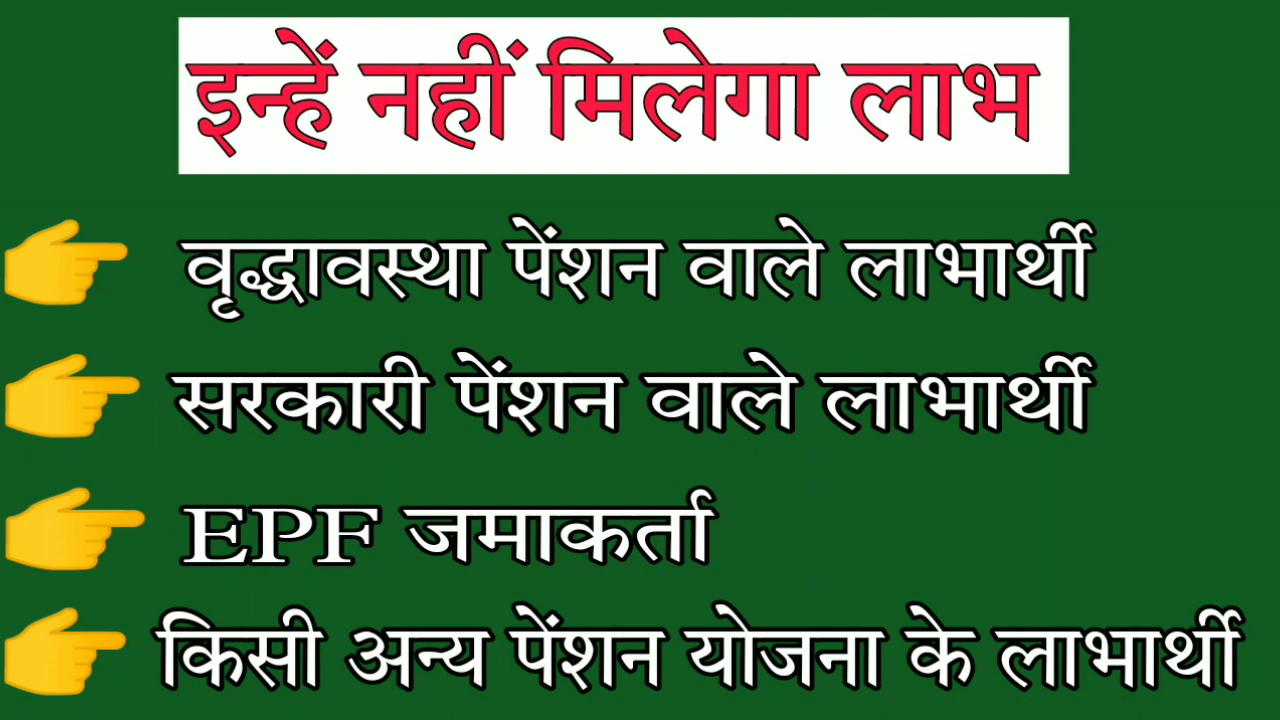 इन्हें नहीं मिलेगा लाभ
👉 वृद्धावस्था पेंशन वाले लाभार्थी
👉 सरकारी पेंशन वाले लाभार्थी
👉 EPF जमाकर्ता
👉 किसी अन्य पेंशन योजना के लाभार्थी